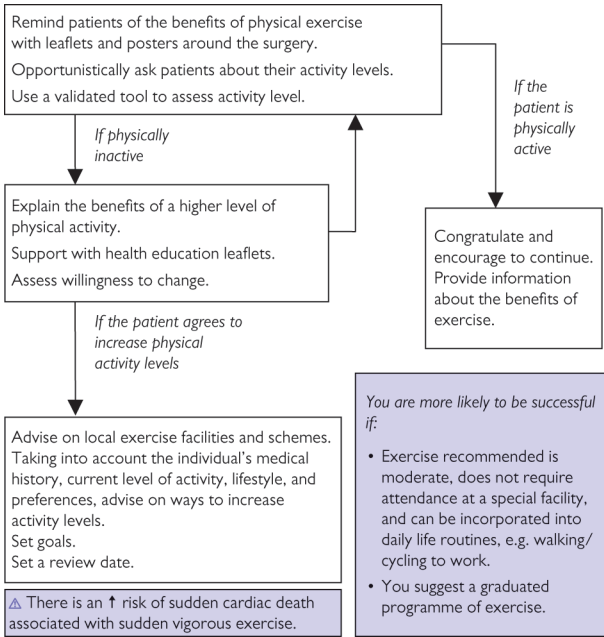 Remind patients of the benefits of physical exercise
with leaflets and posters around the surgery.
Opportunistically ask patients about their activity levels.
Use a validated tool to assess activity level.
If physically
inactive
If the
patient is
physically
active
Explain the benefits of a higher level of
physical activity.
Support with health education leaflets.
Assess willingness to change.
Congratulate and
encourage to continue.
Provide information
about the benefits of
exercise.
If the patient agrees to
increase physical
activity levels
Advise on local exercise facilities and schemes.
Taking into account the individual's medical
history, current level of activity, lifestyle, and
preferences, advise on ways to increase
activity levels.
Set goals.
Set a review date.
⚠ There is an ↑ risk of sudden cardiac death
associated with sudden vigorous exercise.
You are more likely to be successful
if:
• Exercise recommended is
moderate, does not require
attendance at a special facility,
and can be incorporated into
daily life routines, e.g. walking/
cycling to work.
• You suggest a graduated
programme of exercise.